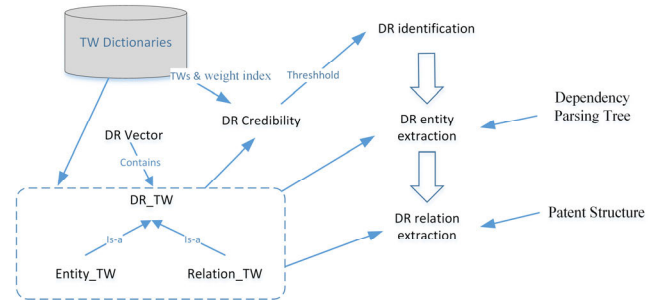 TW Dictionaries
DR identification
TWs & weight index
Threshhold
DR Credibility
DR entity
extraction
Dependency
Parsing Tree
DR Vector
Contains
DR_TW
DR relation
extraction
Patent Structure
Is-a
Is-a
Entity_TW
Relation_TW